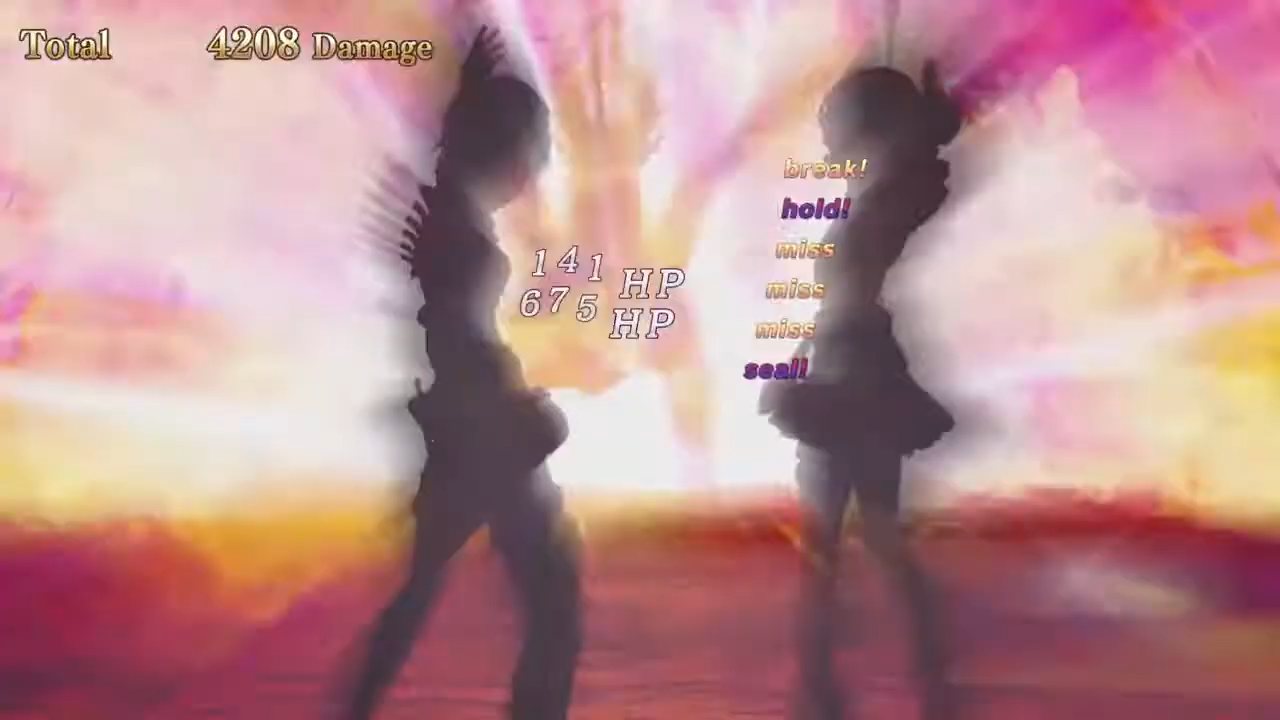 Total 4208 Damage
break!
hold!
miss
141 HP
miss
675 HP
miss
seal!